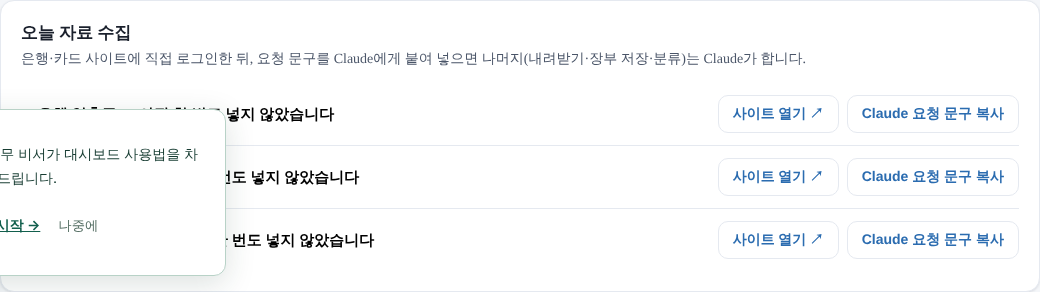 오늘 자료 수집
은행·카드 사이트에 직접 로그인한 뒤, 요청 문구를 Claude에게 붙여 넣으면 나머지(내려받기·장부 저장·분류)는 Claude가 합니다.
넣지 않았습니다
사이트 열기 ↗
Claude 요청 문구 복사
무 비서가 대시보드 사용법을 차
드립니다.
시작 →
나중에
번도 넣지 않았습니다
사이트 열기 ↗
Claude 요청 문구 복사
번도 넣지 않았습니다
사이트 열기 ↗
Claude 요청 문구 복사